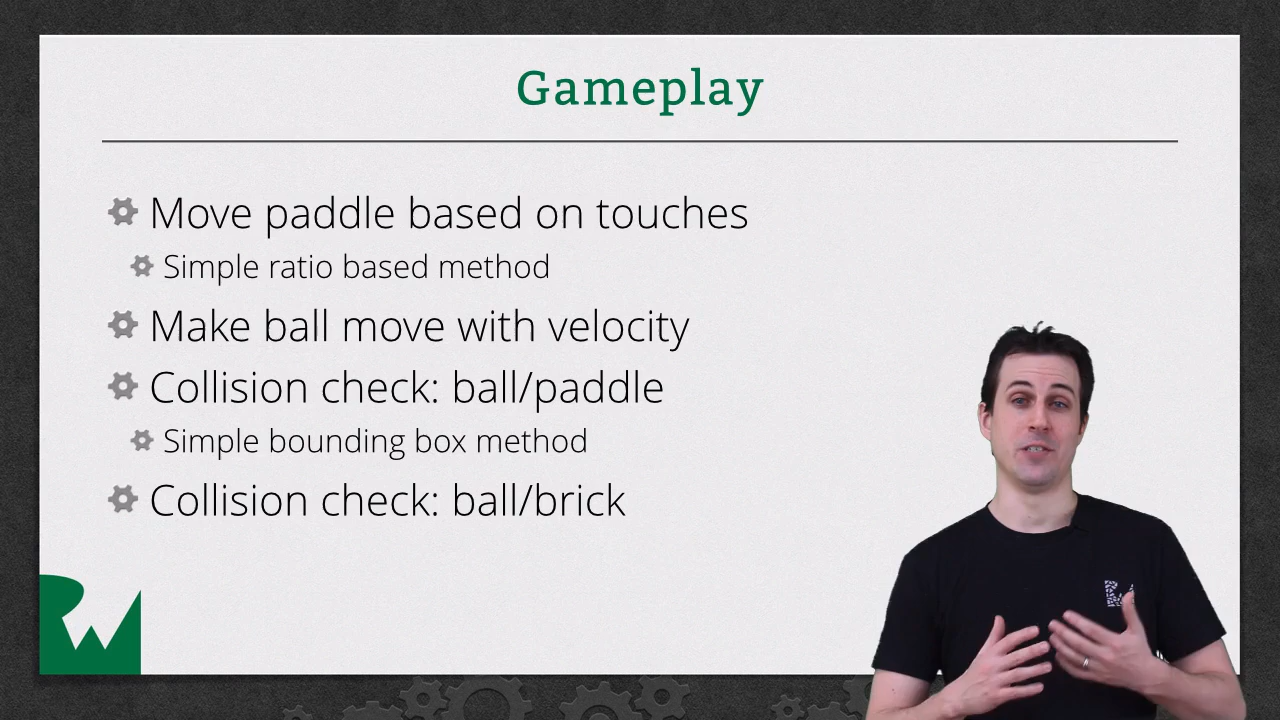 Gameplay
Move paddle based on touches
Simple ratio based method
Make ball move with velocity
Collision check: ball/paddle
Simple bounding box method
Collision check: ball/brick
RW